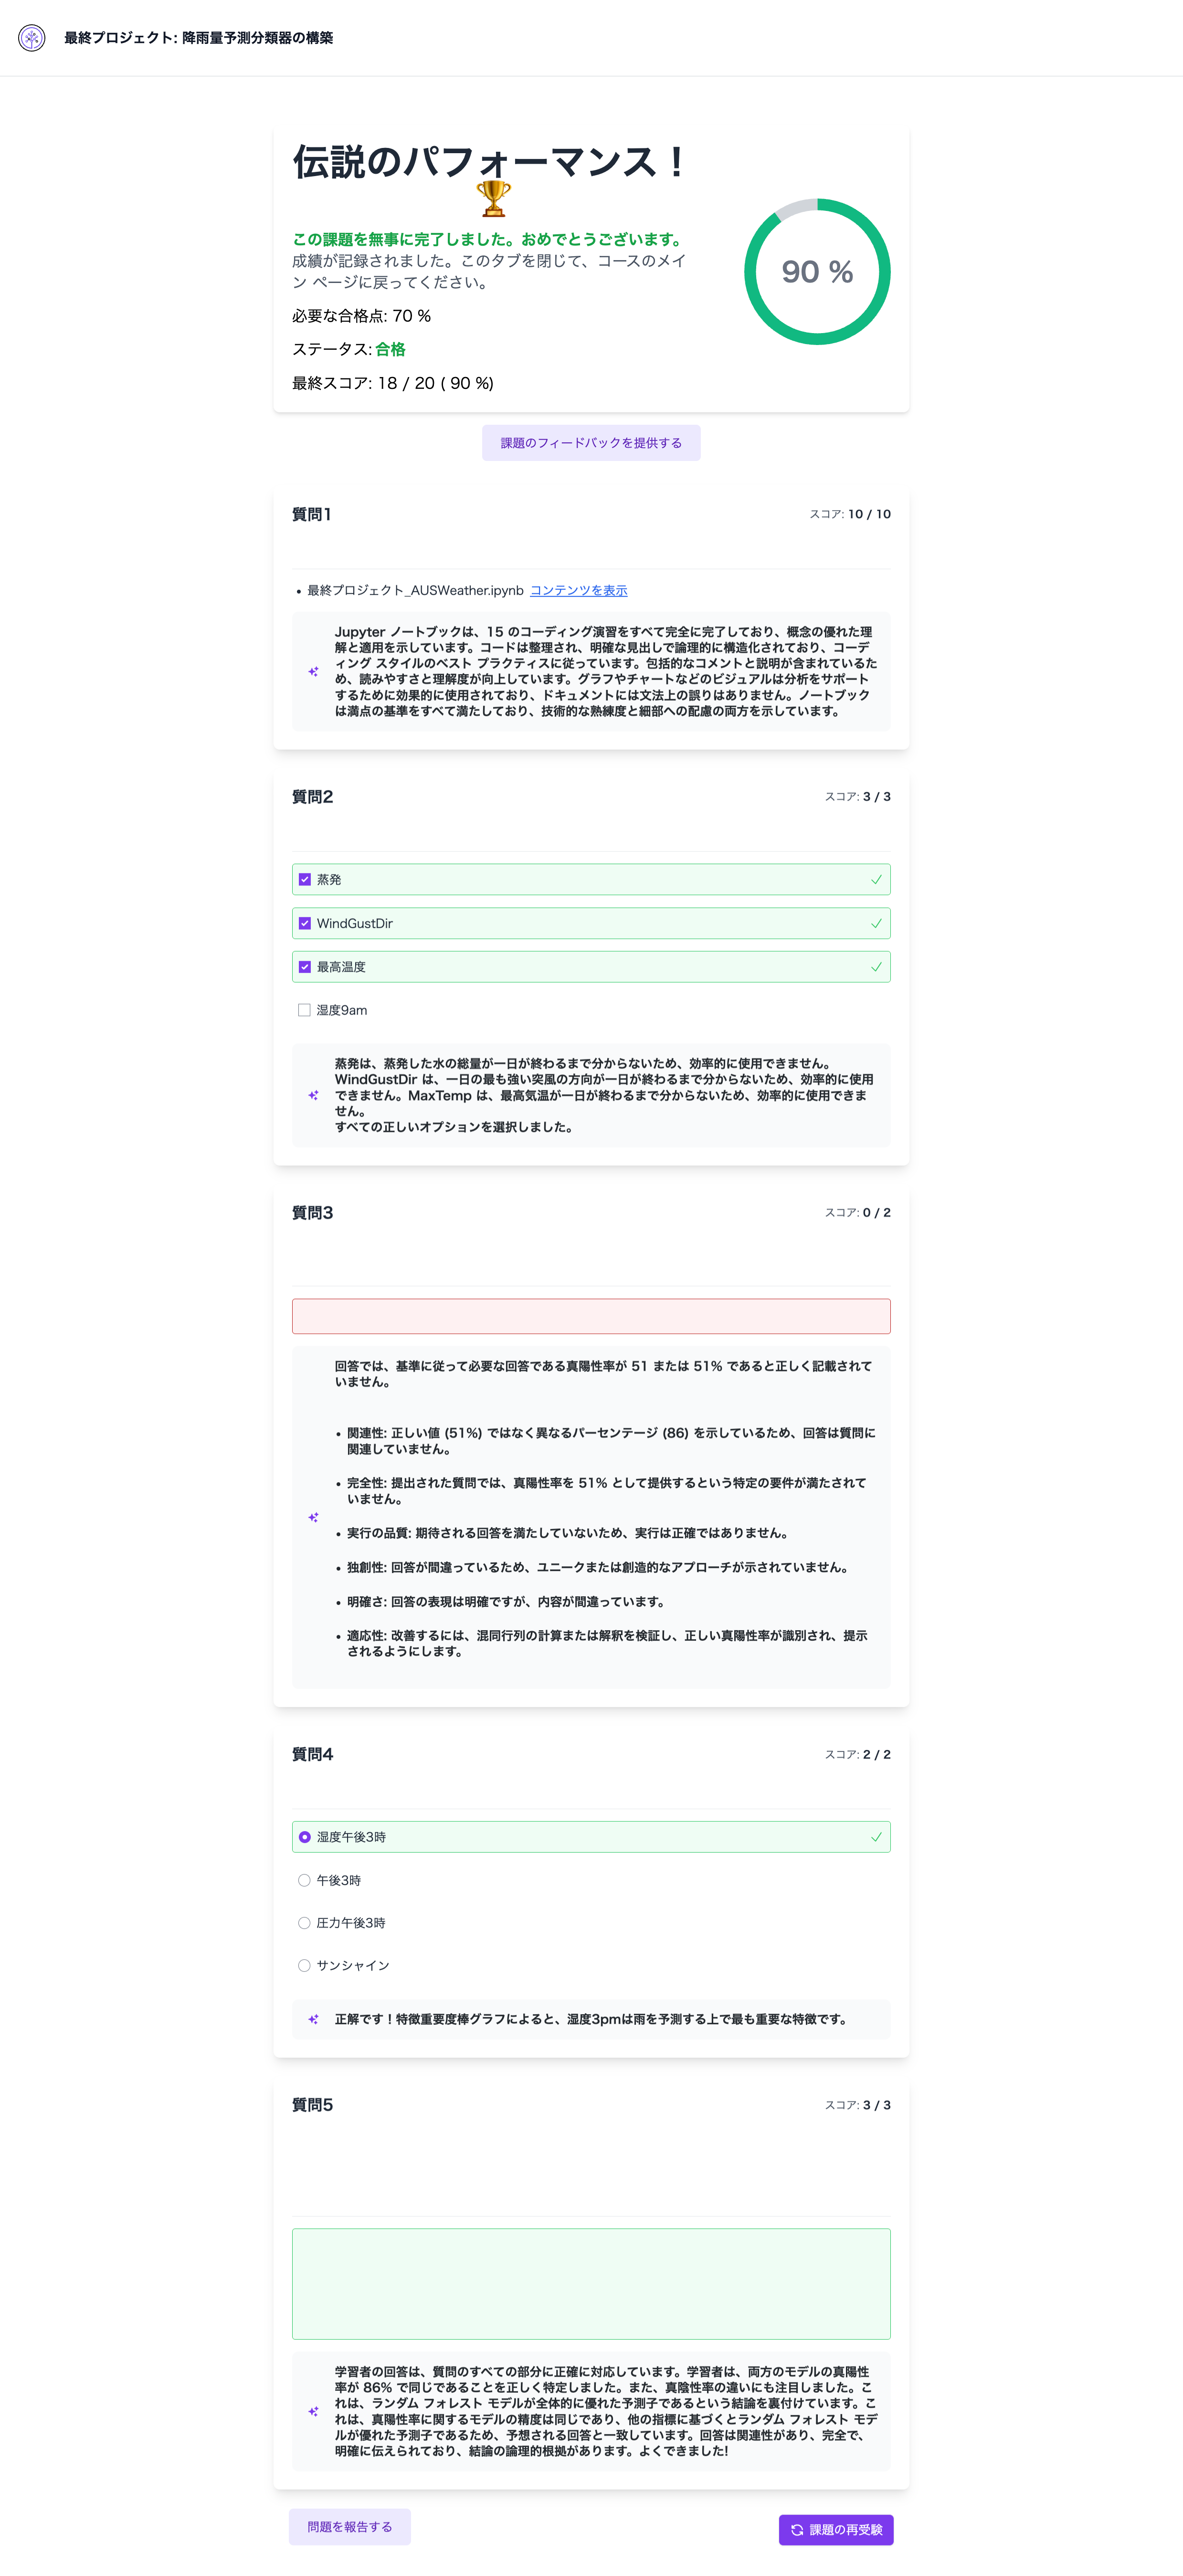 最終プロジェクト: 降雨量予測分類器の構築
伝説のパフォーマンス！
この課題を無事に完了しました。おめでとうございます。
成績が記録されました。このタブを閉じて、コースのメイ
ン ページに戻ってください。
必要な合格点: 70 %
ステータス: 合格
最終スコア: 18 / 20 ( 90 %)
90 %
課題のフィードバックを提供する
質問1
スコア: 10 / 10
• 最終プロジェクト_AUSWeather.ipynb コンテンツを表示
Jupyter ノートブックは、15 のコーディング演習をすべて完全に完了しており、概念の優れた理
解と適用を示しています。コードは整理され、明確な見出しで論理的に構造化されており、コーデ
ィング スタイルのベスト プラクティスに従っています。包括的なコメントと説明が含まれているた
め、読みやすさと理解度が向上しています。グラフやチャートなどのビジュアルは分析をサポート
するために効果的に使用されており、ドキュメントには文法上の誤りはありません。ノートブック
は満点の基準をすべて満たしており、技術的な熟練度と細部への配慮の両方を示しています。
質問2
スコア: 3 / 3
蒸発
WindGustDir
最高温度
湿度9am
蒸発は、蒸発した水の総量が一日が終わるまで分からないため、効率的に使用できません。
WindGustDir は、一日の最も強い突風の方向が一日が終わるまで分からないため、効率的に使用
できません。MaxTemp は、最高気温が一日が終わるまで分からないため、効率的に使用できま
せん。
すべての正しいオプションを選択しました。
質問3
スコア: 0 / 2
回答では、基準に従って必要な回答である真陽性率が 51 または 51% であると正しく記載されて
いません。
• 関連性: 正しい値 (51%) ではなく異なるパーセンテージ (86) を示しているため、回答は質問に
関連していません。
• 完全性: 提出された質問では、真陽性率を 51% として提供するという特定の要件が満たされて
いません。
• 実行の品質: 期待される回答を満たしていないため、実行は正確ではありません。
• 独創性: 回答が間違っているため、ユニークまたは創造的なアプローチが示されていません。
• 明確さ: 回答の表現は明確ですが、内容が間違っています。
• 適応性: 改善するには、混同行列の計算または解釈を検証し、正しい真陽性率が識別され、提示
されるようにします。
質問4
スコア: 2 / 2
湿度午後3時
午後3時
圧力午後3時
サンシャイン
正解です！特徴重要度棒グラフによると、湿度3pmは雨を予測する上で最も重要な特徴です。
質問5
スコア: 3 / 3
学習者の回答は、質問のすべての部分に正確に対応しています。学習者は、両方のモデルの真陽性
率が 86% で同じであることを正しく特定しました。また、真陰性率の違いにも注目しました。こ
れは、ランダム フォレスト モデルが全体的に優れた予測子であるという結論を裏付けています。こ
れは、真陽性率に関するモデルの精度は同じであり、他の指標に基づくとランダム フォレスト モデ
ルが優れた予測子であるため、予想される回答と一致しています。回答は関連性があり、完全で、
明確に伝えられており、結論の論理的根拠があります。よくできました!
問題を報告する
課題の再受験